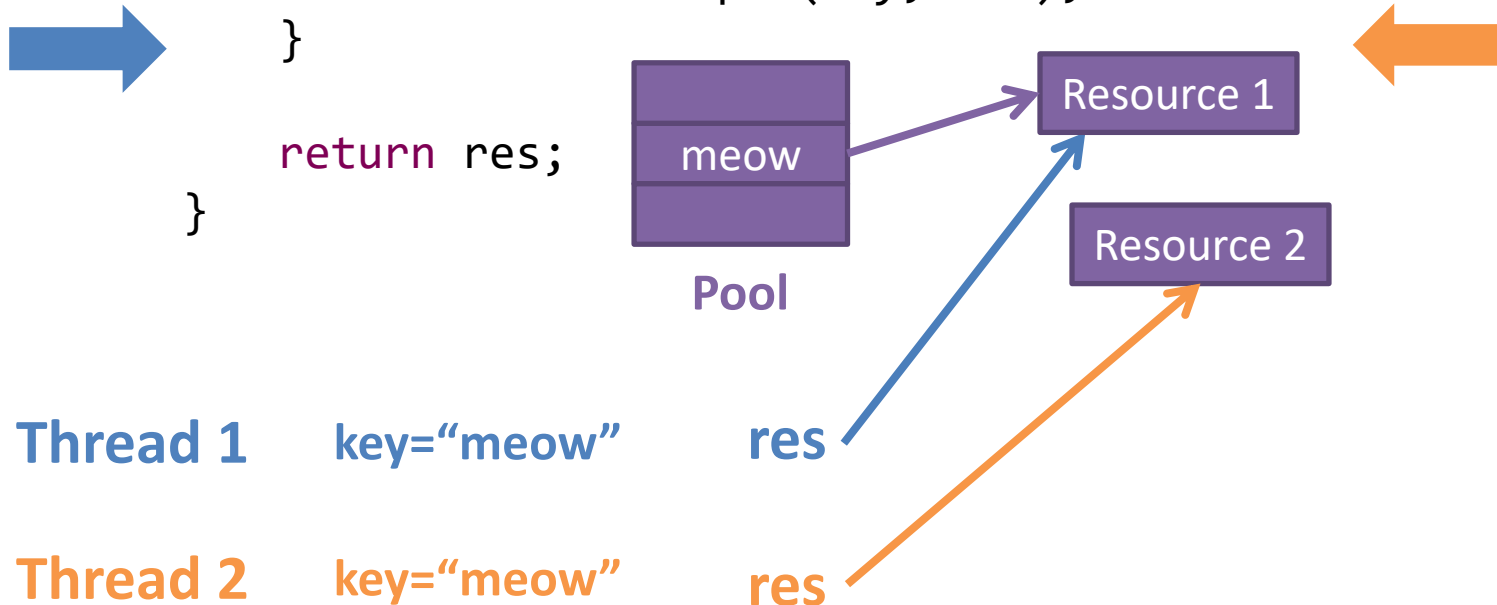 }
return res;
}
meow
Pool
Resource 1
Resource 2
Thread 1 key=“meow” res
Thread 2 key=“meow” res